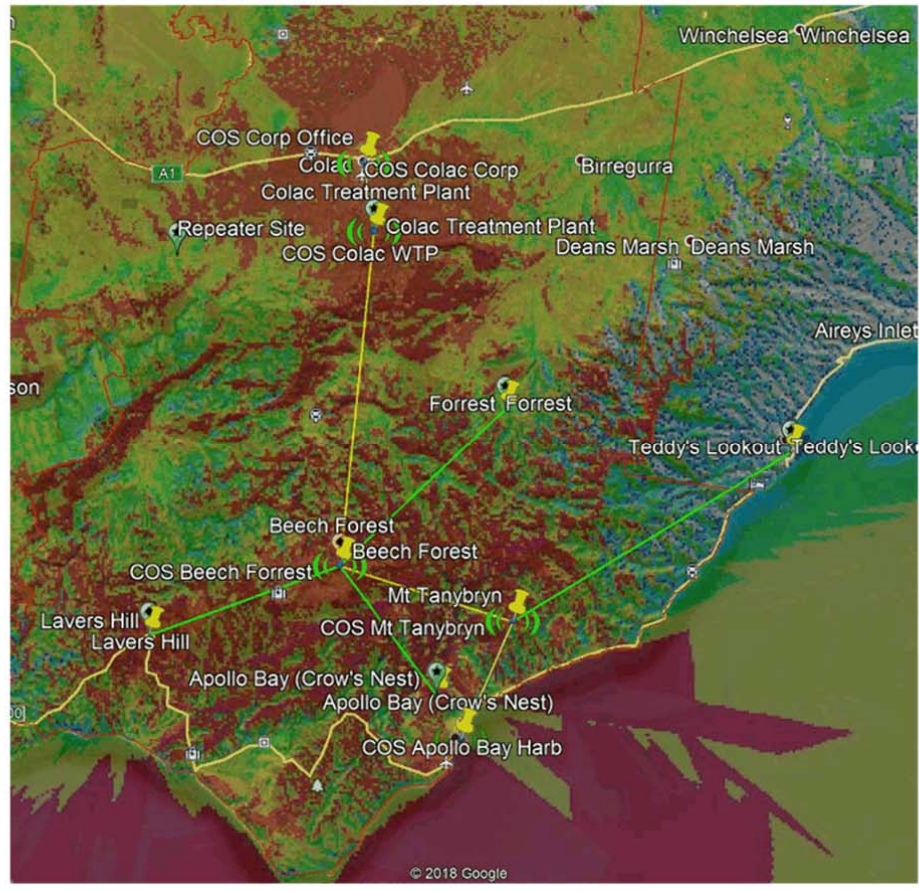 Winchelsea Winchelsea
COS Corp Office
Colac
COS Colac Corp
A1
Birregurra
Colac Treatment Plant
Repeater Site
Colac Treatment Plant
COS Colac WTP
Deans Marsh Deans Marsh
Aireys Inlet
son
Forrest Forrest
Teddy's Lookout Teddy's Look
Beech Forest
Beech Forest
COS Beech Forrest
Mt Tanybryn
Lavers Hill
COS Mt Tanybryn
Lavers Hill
Apollo Bay (Crow's Nest)
Apollo Bay (Crow's Nest)
COS Apollo Bay Harb
© 2018 Google